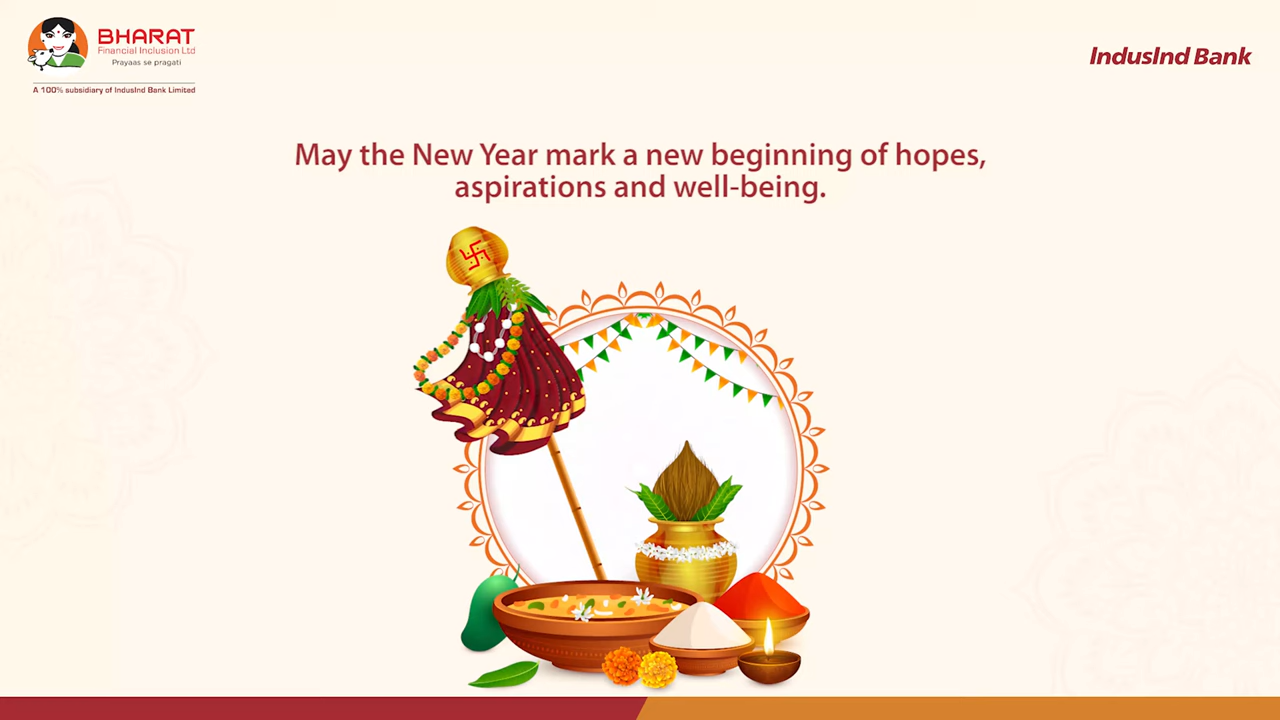 BHARAT
Financial Inclusion Ltd
Prayaas se pragati
A 100% subsidiary of IndusInd Bank Limited
IndusInd Bank
May the New Year mark a new beginning of hopes,
aspirations and well-being.